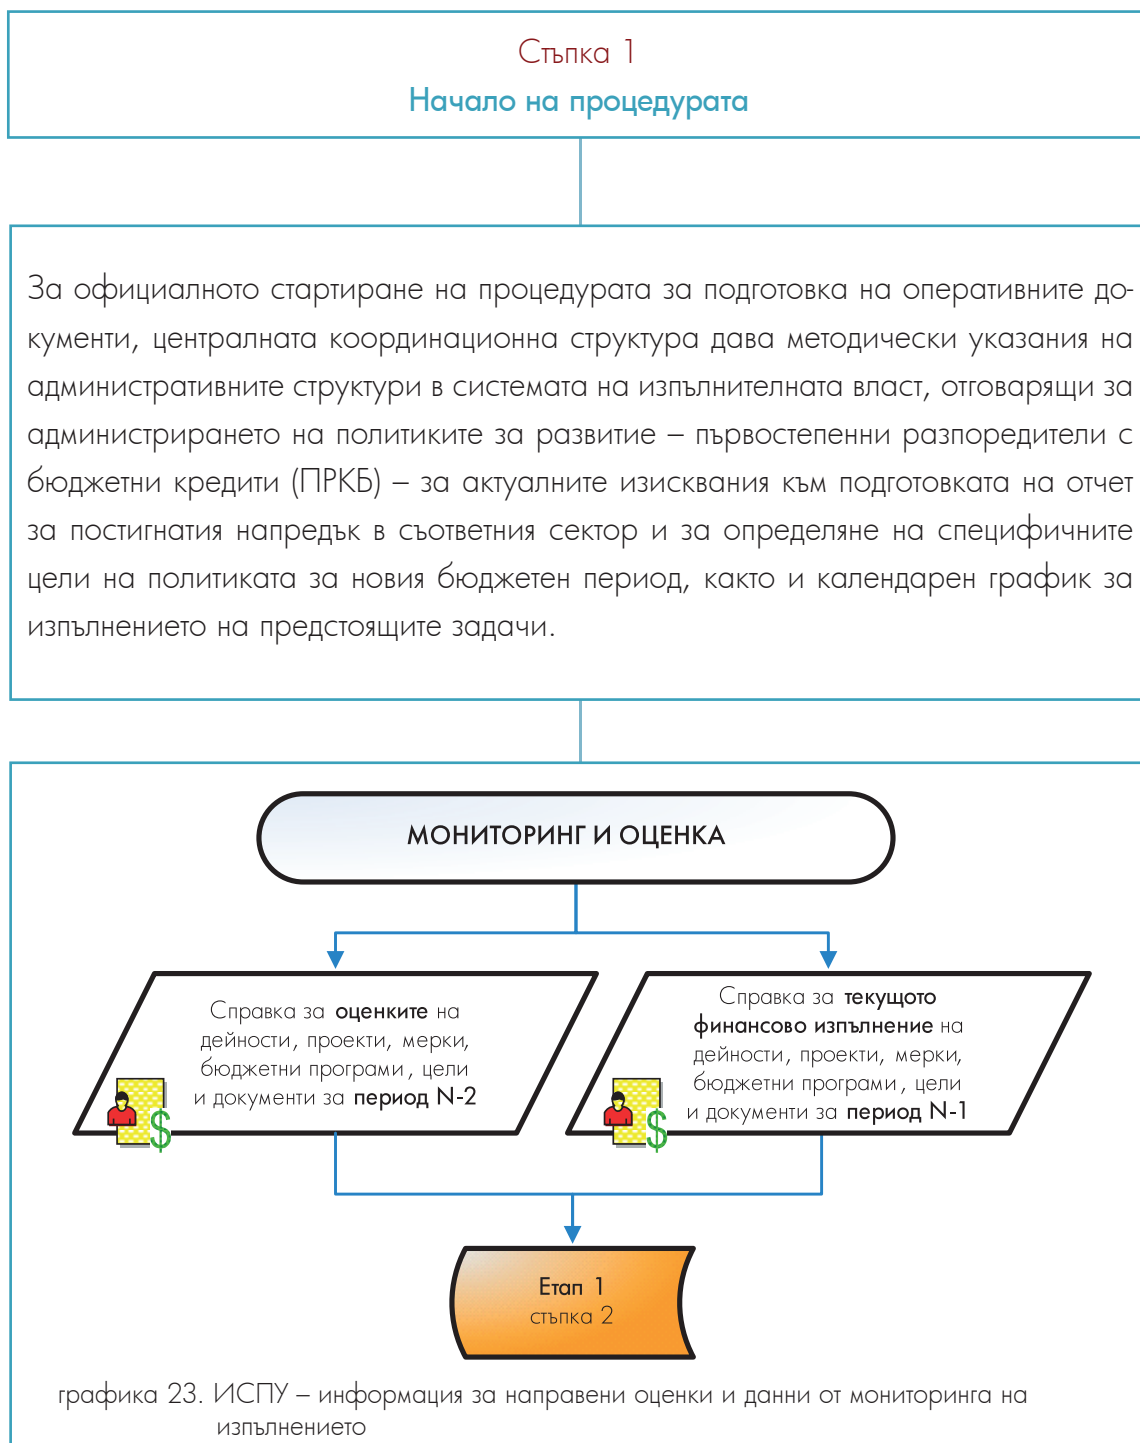 Стъпка 1
Начало на процедурата
За официалното стартиране на процедурата за подготовка на оперативните до-
кументи, централната координационна структура дава методически указания на
административните структури в системата на изпълнителната власт, отговарящи за
администрирането на политиките за развитие – първостепенни разпоредители с
бюджетни кредити (ПРКБ) – за актуалните изисквания към подготовката на отчет
за постигнатия напредък в съответния сектор и за определяне на специфичните
цели на политиката за новия бюджетен период, както и календарен график за
изпълнението на предстоящите задачи.
МОНИТОРИНГ И ОЦЕНКА
Справка за оценките на
дейности, проекти, мерки,
бюджетни програми, цели
и документи за период N-2
$
Справка за текущото
финансово изпълнение на
дейности, проекти, мерки,
бюджетни програми, цели
и документи за период N-1
$
Етап 1
стъпка 2
графика 23. ИСПУ – информация за направени оценки и данни от мониторинга на
изпълнението